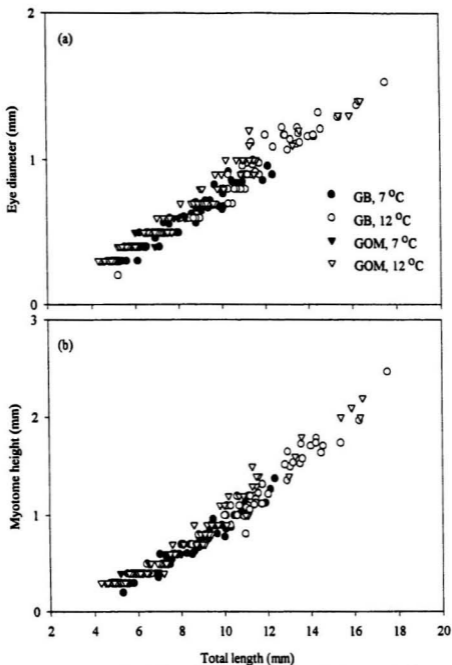 2
(a)
Eye diameter (mm)
1
GB, 7 °C
GB, 12 °C
GOM, 7 °C
GOM, 12 °C
0
3
(b)
Myotome height (mm)
2
1
0
2 4 6 8 10 12 14 16 18 20
Total length (mm)